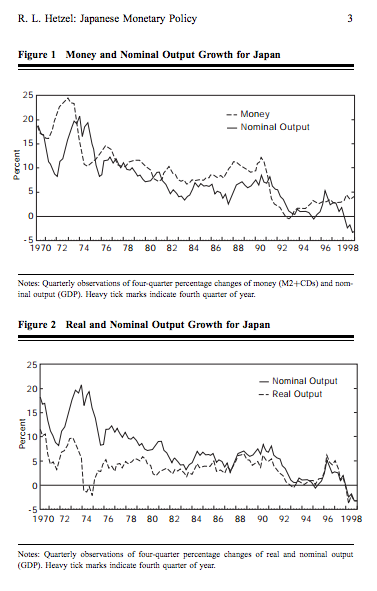 R. L. Hetzel: Japanese Monetary Policy 3
Figure 1 Money and Nominal Output Growth for Japan
25
20
15
10
5
0
-5
Percent
Money
Nominal Output
1970 72 74 76 78 80 82 84 86 88 90 92 94 96 1998
Notes: Quarterly observations of four-quarter percentage changes of money (M2+CDs) and nom-
inal output (GDP). Heavy tick marks indicate fourth quarter of year.
Figure 2 Real and Nominal Output Growth for Japan
25
20
15
10
5
0
-5
Percent
Nominal Output
Real Output
1970 72 74 76 78 80 82 84 86 88 90 92 94 96 1998
Notes: Quarterly observations of four-quarter percentage changes of real and nominal output
(GDP). Heavy tick marks indicate fourth quarter of year.